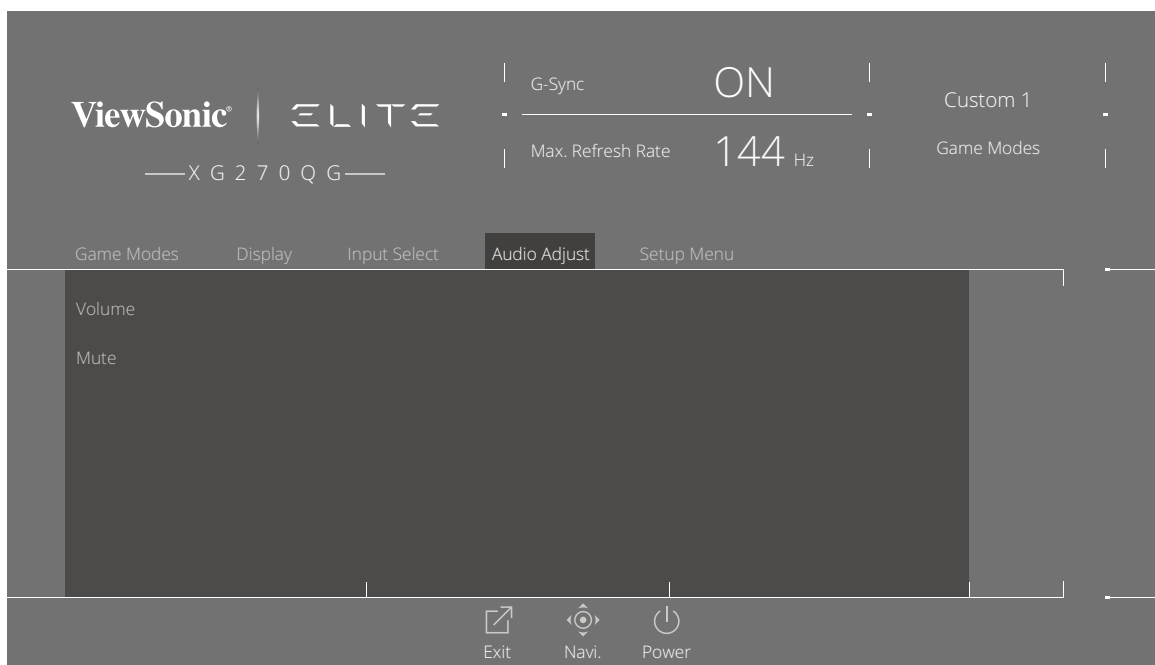 ViewSonic® ELITE
XG270QG
G-Sync ON
Max. Refresh Rate 144 Hz
Custom 1
Game Modes
Game Modes Display Input Select Audio Adjust Setup Menu
Volume
Mute
Exit Navi. Power